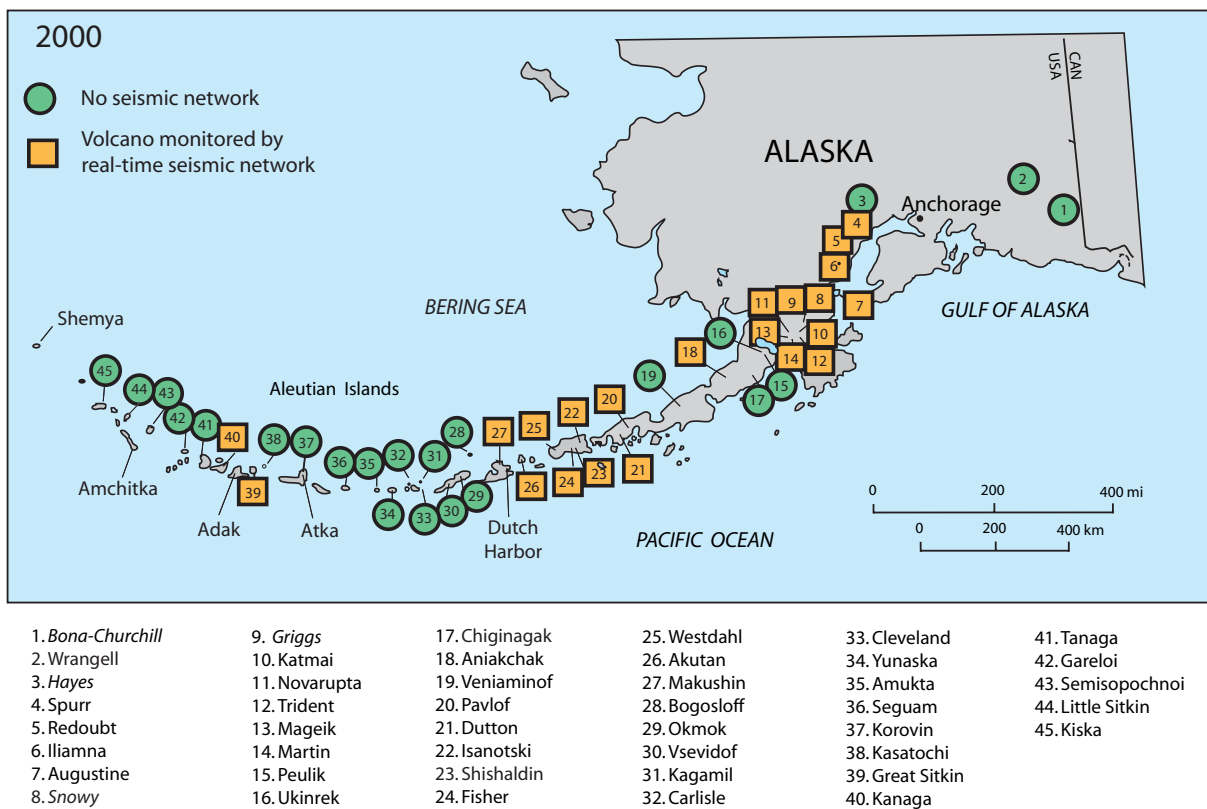 2000
No seismic network
Volcano monitored by
real-time seismic network
ALASKA
CAN
USA
2
1
3
Anchorage
4
5
6
BERING SEA
11
9
8
7
GULF OF ALASKA
Shemya
16
13
10
18
14
12
45
19
15
44
43
Aleutian Islands
17
20
42
41
40
38
37
28
27
25
22
36
35
32
31
23
21
Amchitka
39
34
33
30
29
26
24
Adak
Atka
Dutch
Harbor
PACIFIC OCEAN
0
200
400 mi
0
200
400 km
1. Bona-Churchill
2. Wrangell
3. Hayes
4. Spurr
5. Redoubt
6. Iliamna
7. Augustine
8. Snowy
9. Griggs
10. Katmai
11. Novarupta
12. Trident
13. Mageik
14. Martin
15. Peulik
16. Ukinrek
17. Chiginagak
18. Aniakchak
19. Veniaminof
20. Pavlof
21. Dutton
22. Isanotski
23. Shishaldin
24. Fisher
25. Westdahl
26. Akutan
27. Makushin
28. Bogosloff
29. Okmok
30. Vsevidof
31. Kagamil
32. Carlisle
33. Cleveland
34. Yunaska
35. Amukta
36. Seguam
37. Korovin
38. Kasatochi
39. Great Sitkin
40. Kanaga
41. Tanaga
42. Gareloi
43. Semisopochnoi
44. Little Sitkin
45. Kiska